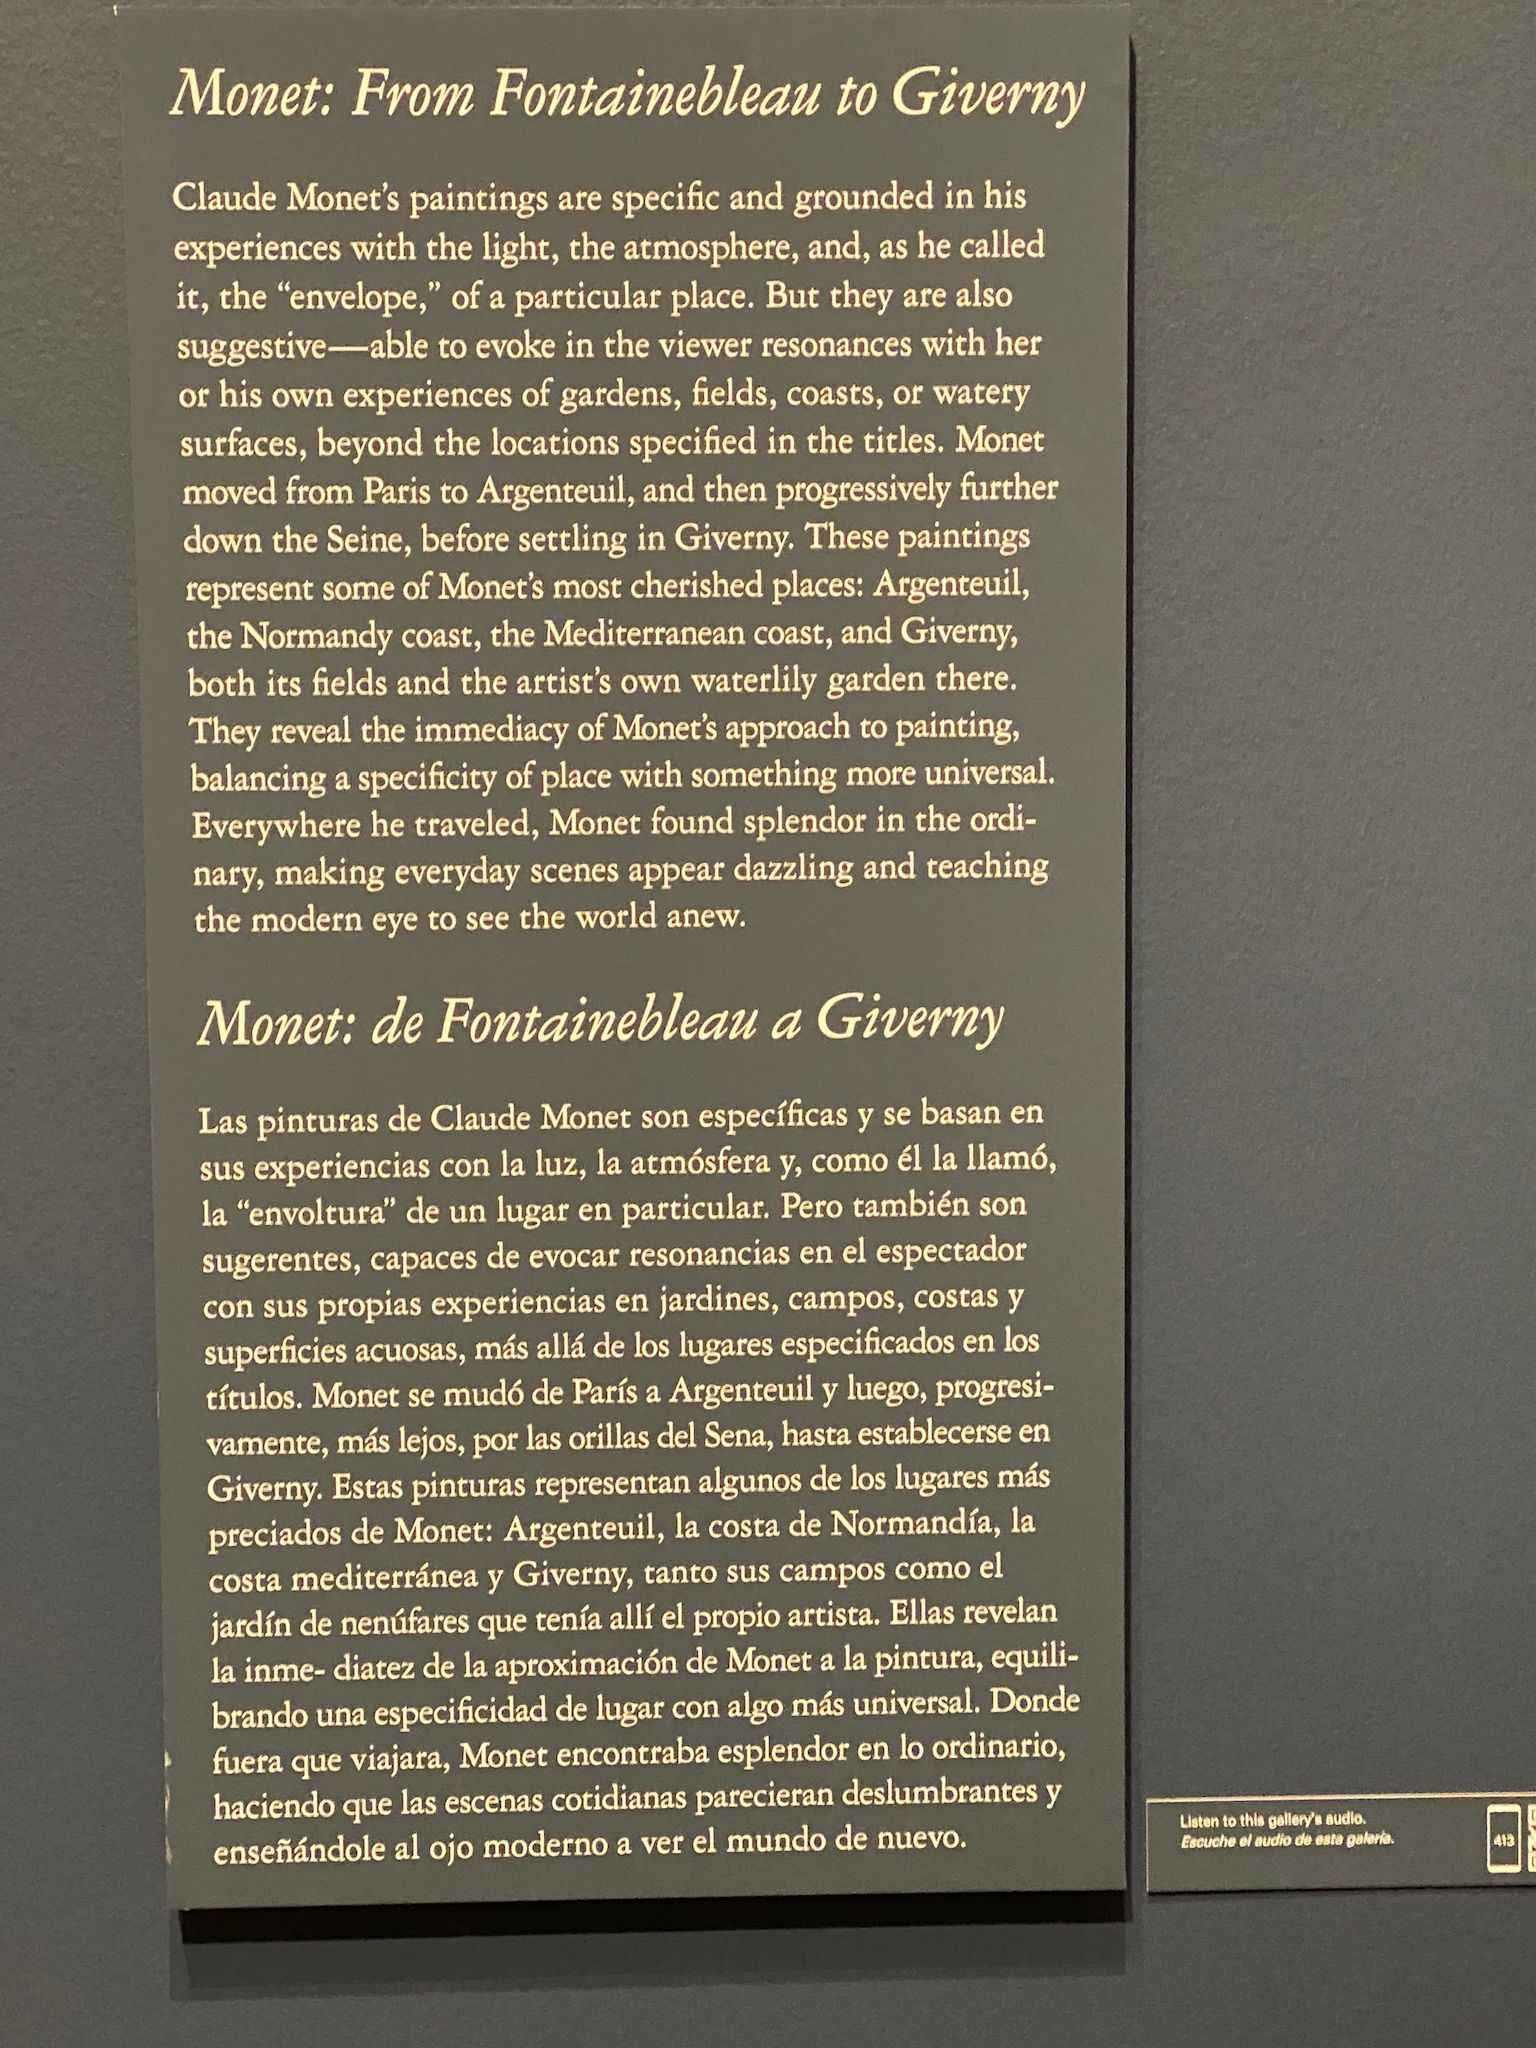 Monet: From Fontainebleau to Giverny
Claude Monet's paintings are specific and grounded in his
experiences with the light, the atmosphere, and, as he called
it, the “envelope,” of a particular place. But they are also
suggestive—able to evoke in the viewer resonances with her
or his own experiences of gardens, fields, coasts, or watery
surfaces, beyond the locations specified in the titles. Monet
moved from Paris to Argenteuil, and then progressively further
down the Seine, before settling in Giverny. These paintings
represent some of Monet's most cherished places: Argenteuil,
the Normandy coast, the Mediterranean coast, and Giverny,
both its fields and the artist's own waterlily garden there.
They reveal the immediacy of Monet's approach to painting,
balancing a specificity of place with something more universal.
Everywhere he traveled, Monet found splendor in the ordi-
nary, making everyday scenes appear dazzling and teaching
the modern eye to see the world anew.
Monet: de Fontainebleau a Giverny
Las pinturas de Claude Monet son específicas y se basan en
sus experiencias con la luz, la atmósfera y, como él la llamó,
la “envoltura” de un lugar en particular. Pero también son
sugerentes, capaces de evocar resonancias en el espectador
con sus propias experiencias en jardines, campos, costas y
superficies acuosas, más allá de los lugares especificados en los
títulos. Monet se mudó de París a Argenteuil y luego, progresi-
vamente, más lejos, por las orillas del Sena, hasta establecerse en
Giverny. Estas pinturas representan algunos de los lugares más
preciados de Monet: Argenteuil, la costa de Normandía, la
costa mediterránea y Giverny, tanto sus campos como el
jardín de nenúfares que tenía allí el propio artista. Ellas revelan
la inme- diatez de la aproximación de Monet a la pintura, equili-
brando una especificidad de lugar con algo más universal. Donde
fuera que viajara, Monet encontraba esplendor en lo ordinario,
haciendo que las escenas cotidianas parecieran deslumbrantes y
enseñándole al ojo moderno a ver el mundo de nuevo.
Listen to this gallery's audio.
Escuche el audio de esta galería.
413